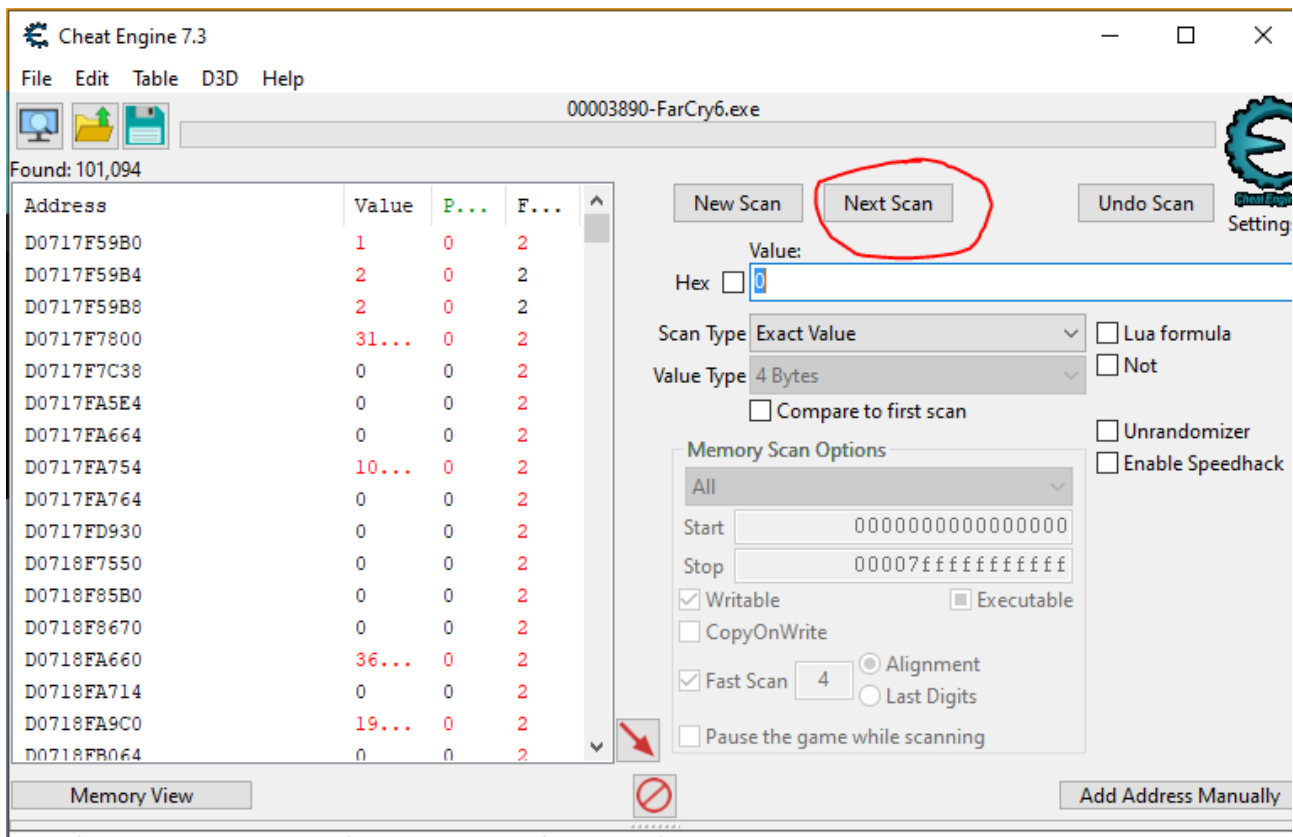 Cheat Engine 7.3
File Edit Table D3D Help
00003890-FarCry6.exe
Found: 101,094
Address Value P... F...
D0717F59B0 1 0 2
D0717F59B4 2 0 2
D0717F59B8 2 0 2
D0717F7800 31... 0 2
D0717F7C38 0 0 2
D0717FA5E4 0 0 2
D0717FA664 0 0 2
D0717FA754 10... 0 2
D0717FA764 0 0 2
D0717FD930 0 0 2
D0718F7550 0 0 2
D0718F85B0 0 0 2
D0718F8670 0 0 2
D0718FA660 36... 0 2
D0718FA714 0 0 2
D0718FA9C0 19... 0 2
D0718FB064 0 0 2
New Scan Next Scan Undo Scan
Cheat Engin
Settings
Value:
Hex 0
Scan Type Exact Value Lua formula
Not
Value Type 4 Bytes
Compare to first scan
Unrandomizer
Enable Speedhack
Memory Scan Options
All
Start 0000000000000000
Stop 00007fffffffffff
Writable Executable
CopyOnWrite
Fast Scan 4 Alignment
Last Digits
Pause the game while scanning
Memory View Add Address Manually